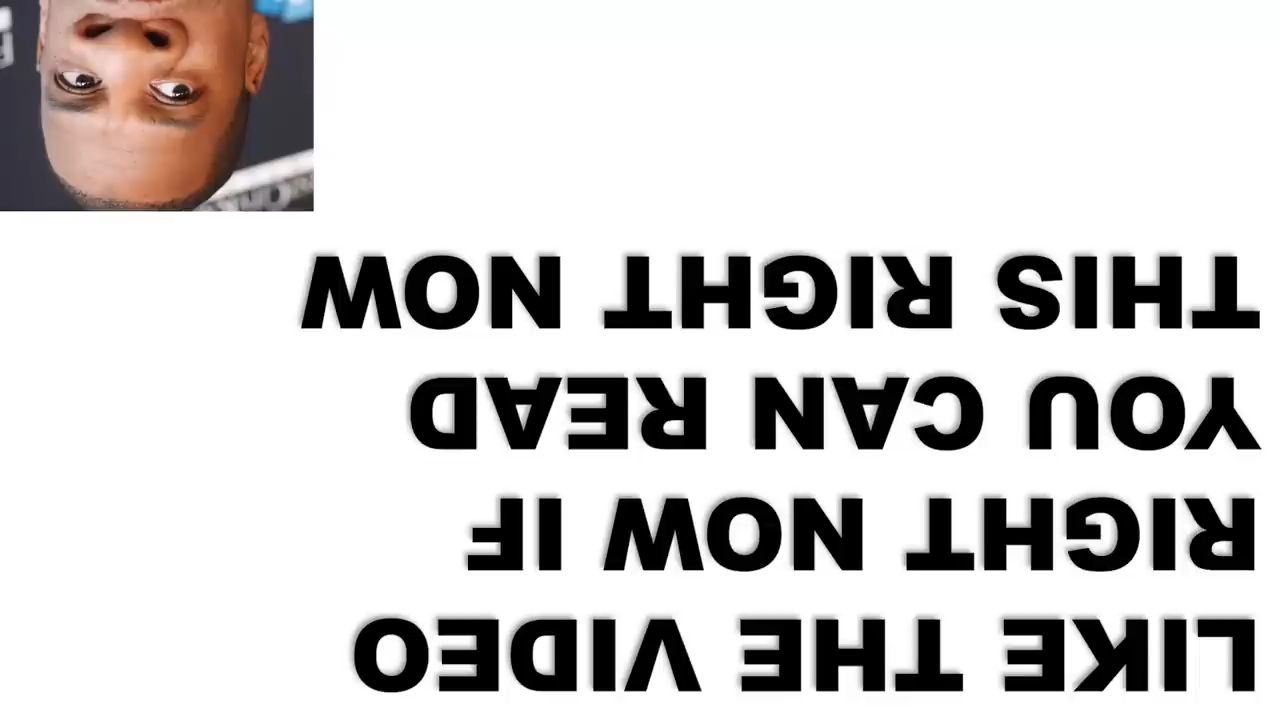 LIKE THE VIDEO
RIGHT NOW IF
YOU CAN READ
THIS RIGHT NOW